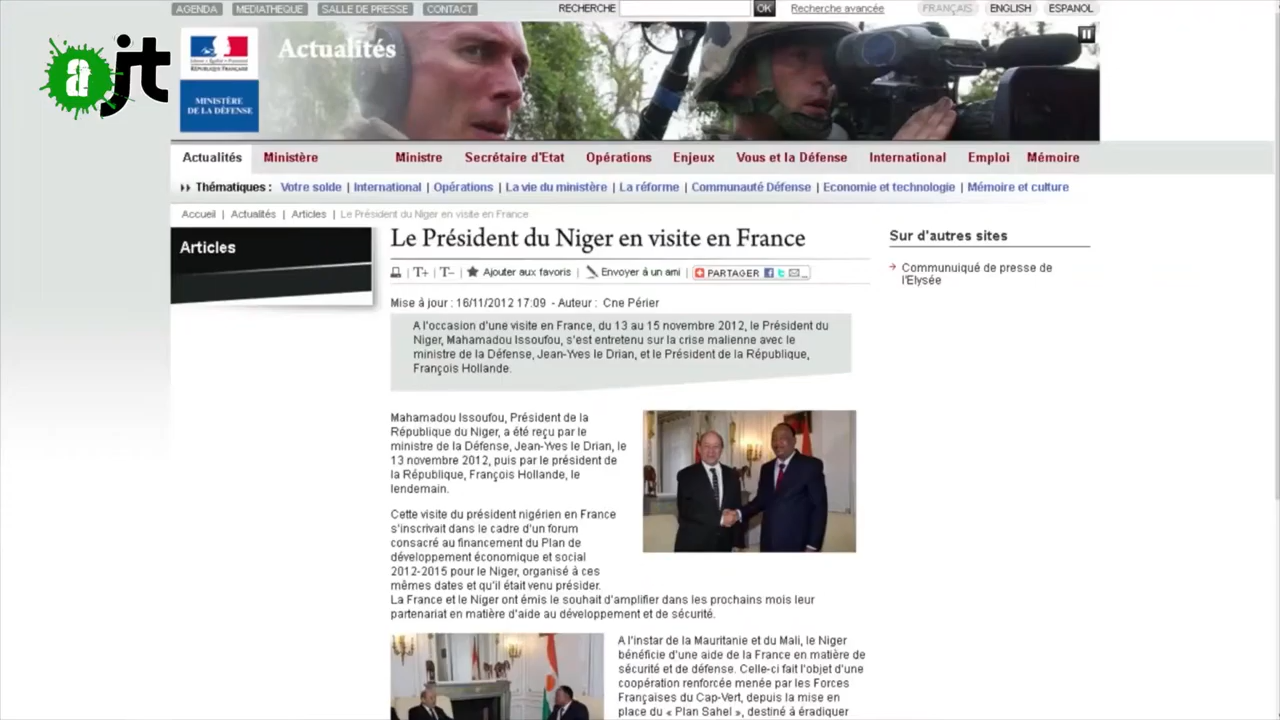 AGENDA MEDIATHEQUE SALLE DE PRESSE CONTACT RECHERCHE OK Recherche avancée FRANÇAIS ENGLISH ESPANOL
ajt
Actualités
RÉPUBLIQUE FRANÇAISE
MINISTÈRE
DE LA DÉFENSE
Actualités Ministère Ministre Secrétaire d'Etat Opérations Enjeux Vous et la Défense International Emploi Mémoire
Thématiques : Votre solde | International | Opérations | La vie du ministère | La réforme | Communauté Défense | Economie et technologie | Mémoire et culture
Accueil | Actualités | Articles | Le Président du Niger en visite en France
Articles
Le Président du Niger en visite en France
T+ | T- | Ajouter aux favoris | Envoyer à un ami | PARTAGER
Mise à jour : 16/11/2012 17:09 - Auteur : Cne Périer
A l'occasion d'une visite en France, du 13 au 15 novembre 2012, le Président du
Niger, Mahamadou Issoufou, s'est entretenu sur la crise malienne avec le
ministre de la Défense, Jean-Yves le Drian, et le Président de la République,
François Hollande.
Mahamadou Issoufou, Président de la
République du Niger, a été reçu par le
ministre de la Défense, Jean-Yves le Drian, le
13 novembre 2012, puis par le président de
la République, François Hollande, le
lendemain.
Cette visite du président nigérien en France
s'inscrivait dans le cadre d'un forum
consacré au financement du Plan de
développement économique et social
2012-2015 pour le Niger, organisé à ces
mêmes dates et qu'il était venu présider.
La France et le Niger ont émis le souhait d'amplifier dans les prochains mois leur
partenariat en matière d'aide au développement et de sécurité.
A l'instar de la Mauritanie et du Mali, le Niger
bénéficie d'une aide de la France en matière de
sécurité et de défense. Celle-ci fait l'objet d'une
coopération renforcée menée par les Forces
Françaises du Cap-Vert, depuis la mise en
place du « Plan Sahel », destiné à éradiquer
Sur d'autres sites
Communuiqué de presse de
l'Elysée